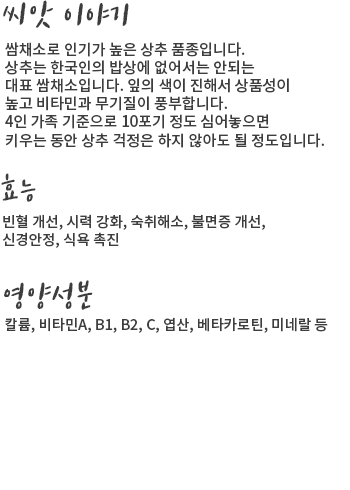 씨앗 이야기
쌈채소로 인기가 높은 상추 품종입니다.
상추는 한국인의 밥상에 없어서는 안되는
대표 쌈채소입니다. 잎의 색이 진해서 상품성이
높고 비타민과 무기질이 풍부합니다.
4인 가족 기준으로 10포기 정도 심어놓으면
키우는 동안 상추 걱정은 하지 않아도 될 정도입니다.
효능
빈혈 개선, 시력 강화, 숙취해소, 불면증 개선,
신경안정, 식욕 촉진
영양성분
칼륨, 비타민A, B1, B2, C, 엽산, 베타카로틴, 미네랄 등